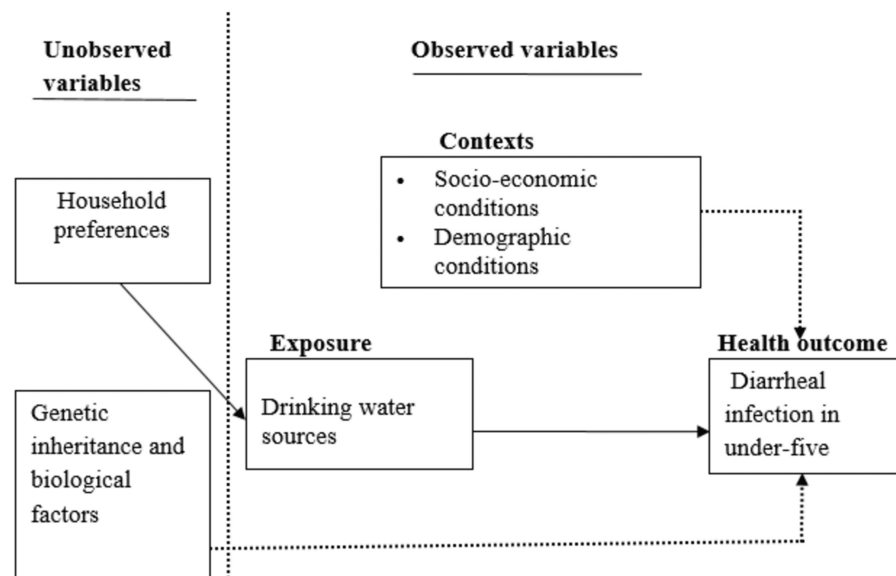 Unobserved
variables
Observed variables
Contexts
• Socio-economic
conditions
• Demographic
conditions
Household
preferences
Exposure
Drinking water
sources
Health outcome
Diarrheal
infection in
under-five
Genetic
inheritance and
biological
factors